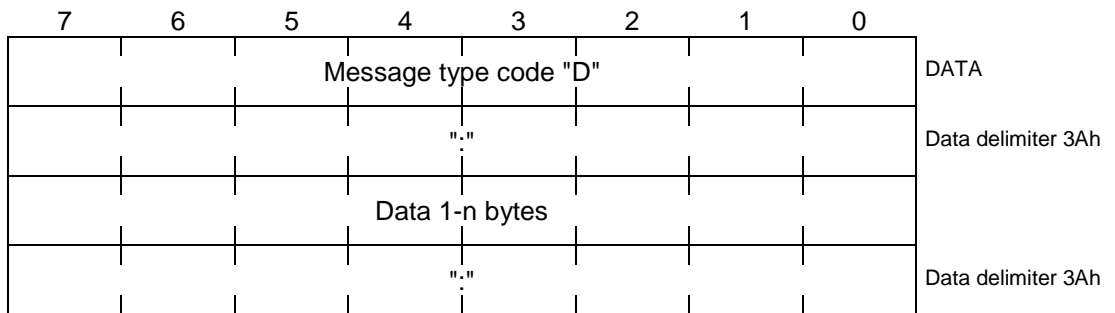 7 6 5 4 3 2 1 0
Message type code "D" DATA
":" Data delimiter 3Ah
Data 1-n bytes
":" Data delimiter 3Ah